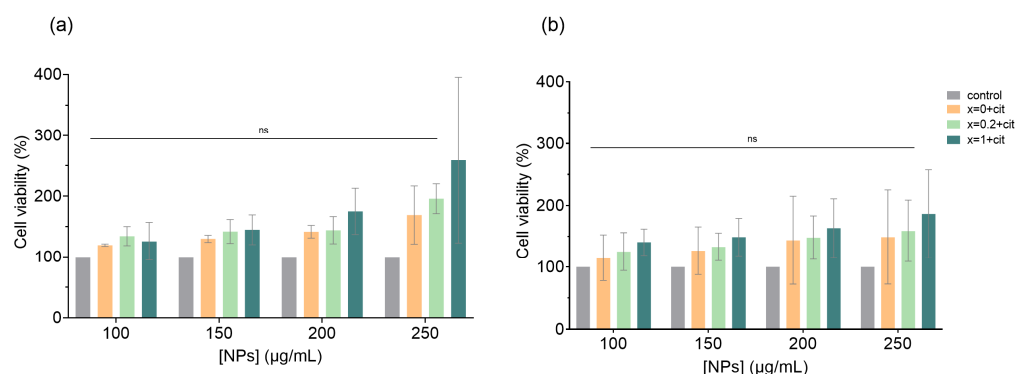 (a)
Cell viability (%)
400
300
200
100
0
ns
100 150 200 250
[NPs] (µg/mL)
(b)
Cell viability (%)
400
300
200
100
0
ns
100 150 200 250
[NPs] (µg/mL)
control
x=0+cit
x=0.2+cit
x=1+cit